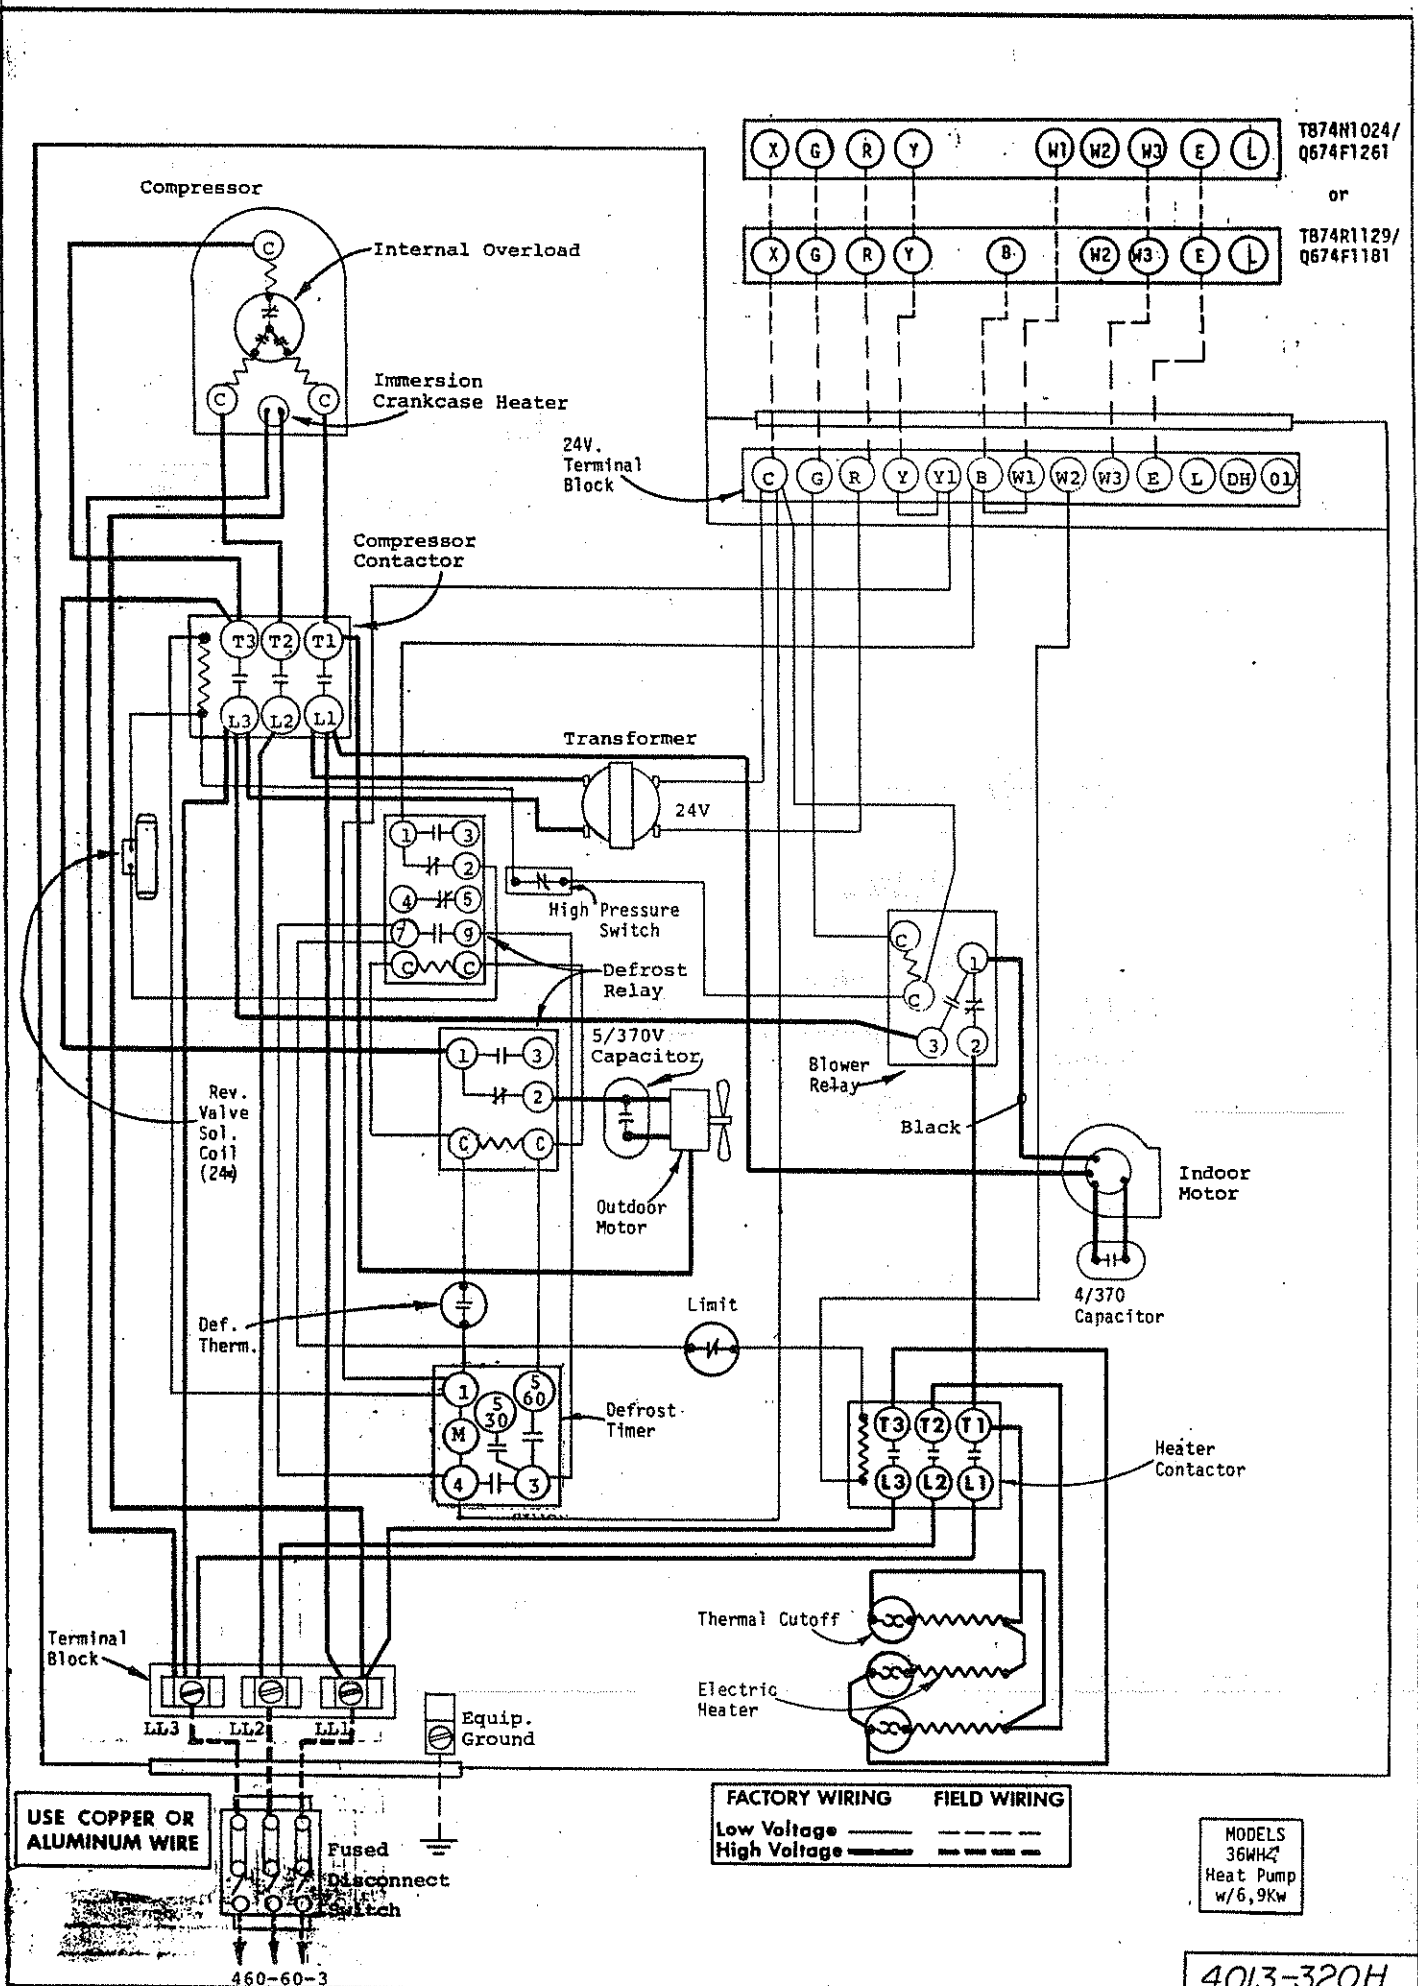 T874N1024/
Q674F1261
X G R Y W1 W2 W3 E L
or
T874R1129/
Q674F1181
X G R Y B W2 W3 E L
Compressor
C
Internal Overload
Immersion
Crankcase Heater
C C
24V.
Terminal
Block
C G R Y Y1 B W1 W2 W3 E L DH 01
Compressor
Contactor
T3 T2 T1
L3 L2 L1
Transformer
24V
1 3
2
4 5
7 9
C C
High Pressure
Switch
Defrost
Relay
C
C
1
3 2
Blower
Relay
Black
5/370V
Capacitor
1 3
2
C C
Rev.
Valve
Sol.
Coil
Outdoor
Motor
Indoor
Motor
4/370
Capacitor
Def.
Therm.
Limit
1
5
30
5
60
M
4 3
Defrost
Timer
T3 T2 T1
L3 L2 L1
Heater
Contactor
Thermal Cutoff
Electric
Heater
Terminal
Block
LL3 LL2 LL1
Equip.
Ground
USE COPPER OR
ALUMINUM WIRE
Fused
Disconnect
Switch
460-60-3
FACTORY WIRING FIELD WIRING
Low Voltage
High Voltage
MODELS
36WH4
Heat Pump
w/6,9Kw
4013-320H